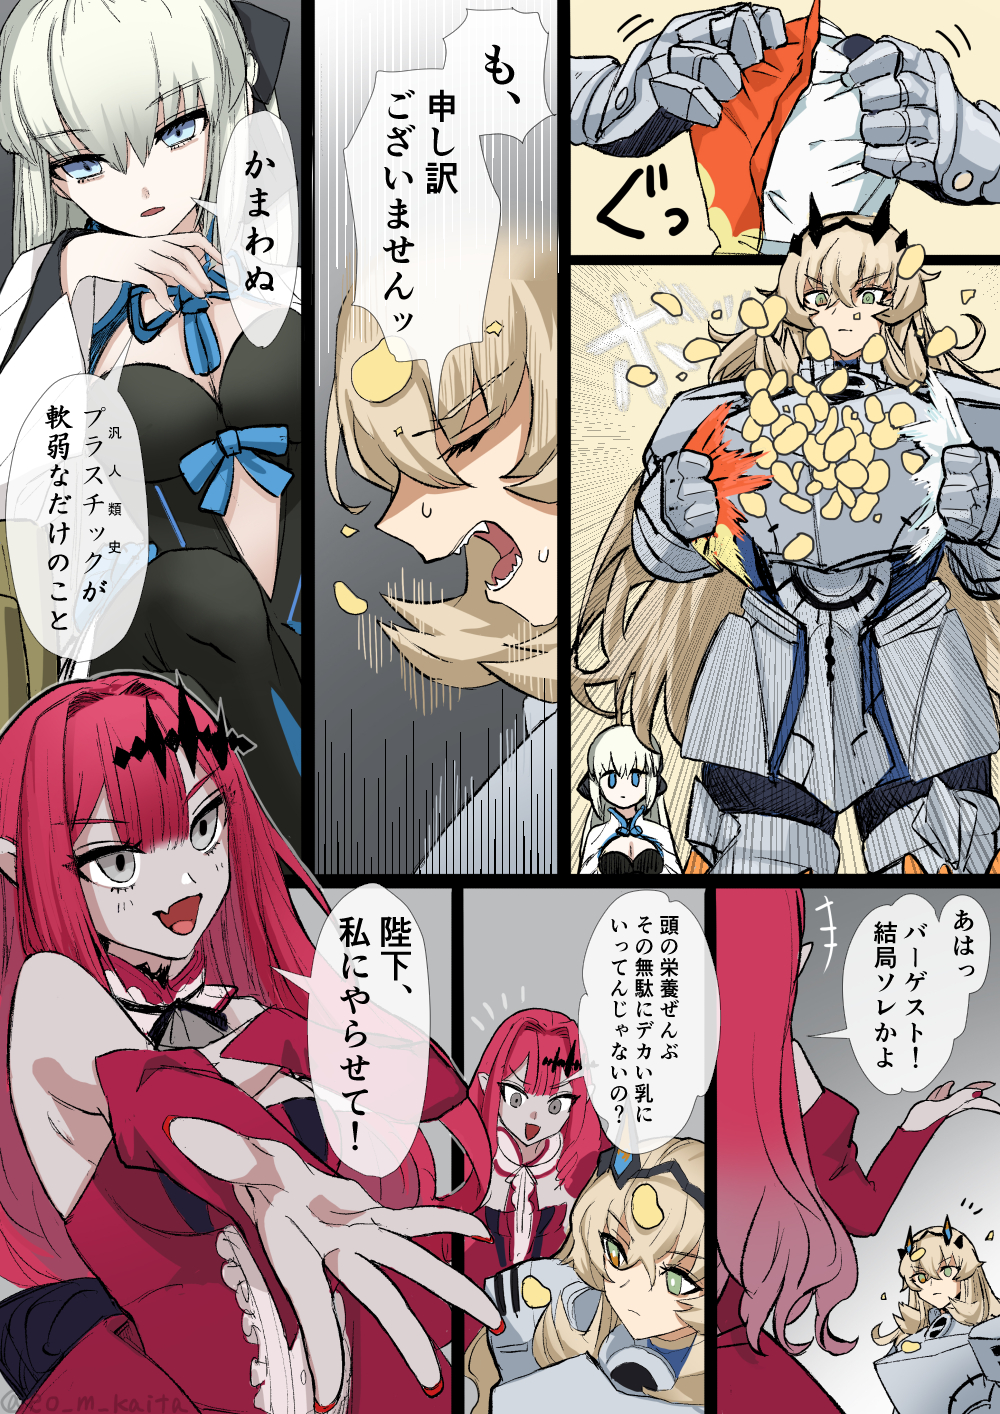 ぐっ
も、
申し訳
ございませんッ
かまわぬ
汎人類史
プラスチックが
軟弱なだけのこと
あはっ
バーゲスト!
結局ソレかよ
頭の栄養ぜんぶ
その無駄にデカい乳に
いってんじゃないの?
陛下、
私にやらせて!
@eo_m_kaita